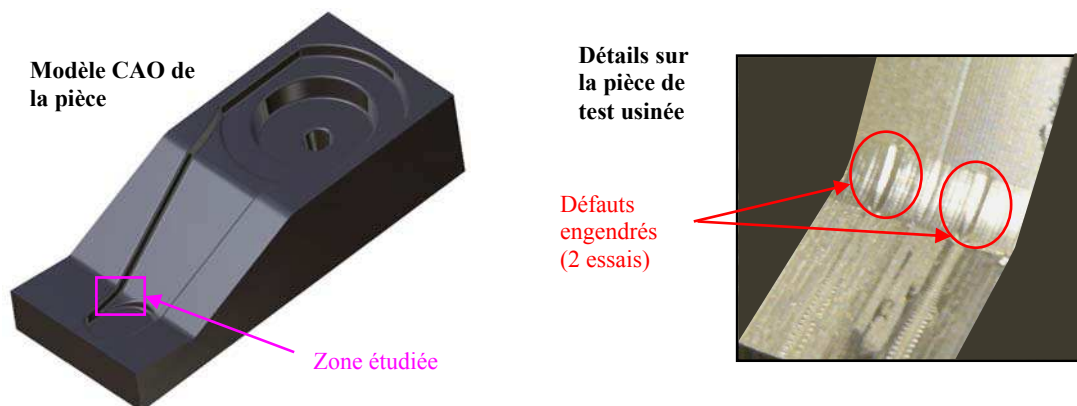 Modèle CAO de
la pièce
Zone étudiée
Détails sur
la pièce de
test usinée
Défauts
engendrés
(2 essais)